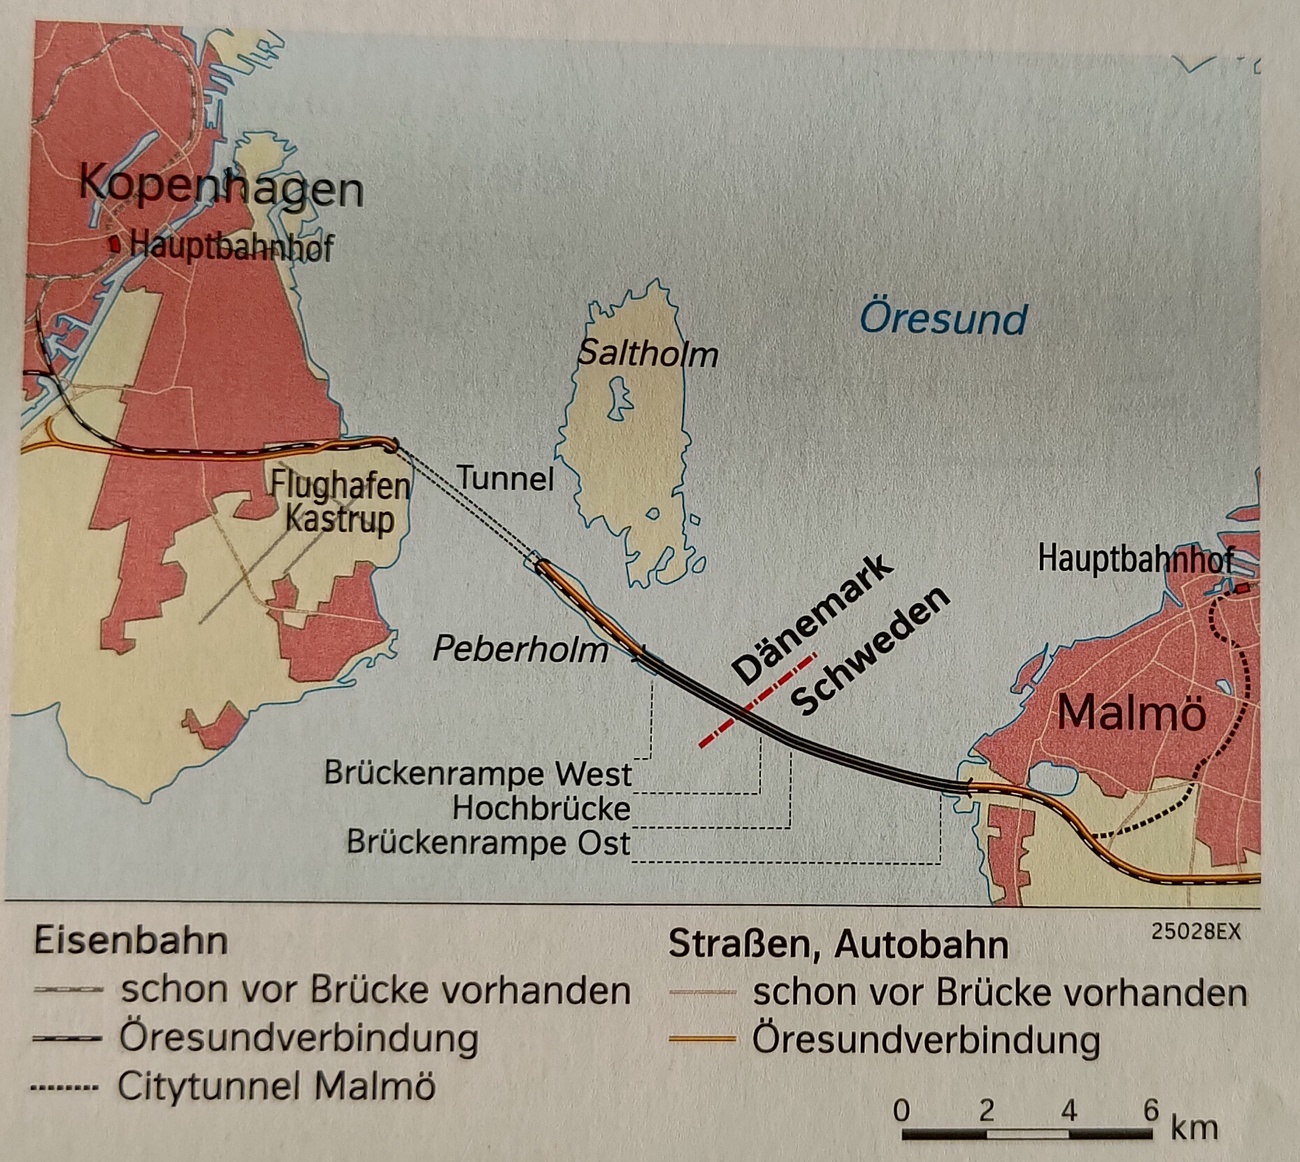 Kopenhagen
Hauptbahnhof
Öresund
Saltholm
Tunnel
Flughafen
Kastrup
Hauptbahnhof
Dänemark
Schweden
Peberholm
Malmö
Brückenrampe West
Hochbrücke
Brückenrampe Ost
25028EX
Eisenbahn
schon vor Brücke vorhanden
Öresundverbindung
Citytunnel Malmö
Straßen, Autobahn
schon vor Brücke vorhanden
Öresundverbindung
0 2 4 6 km